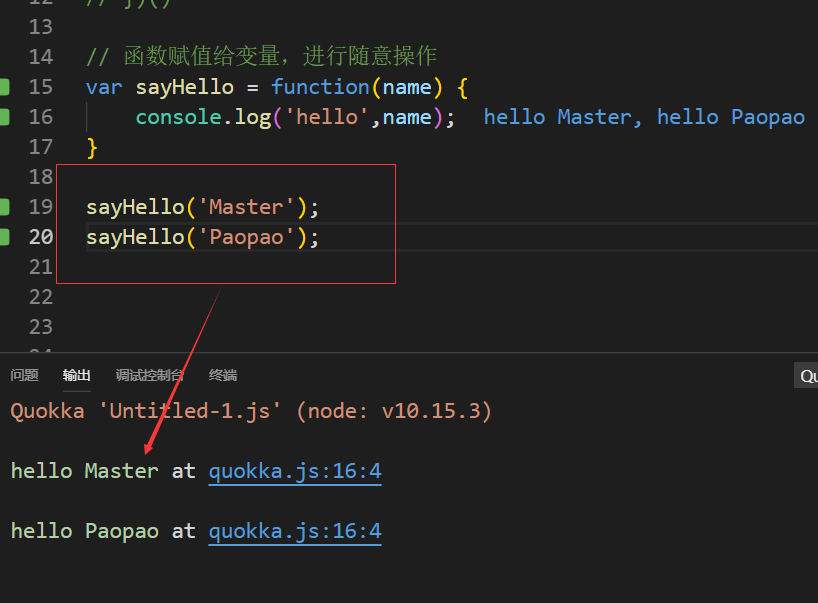 12 // j)()
13
14 // 函数赋值给变量，进行随意操作
15 var sayHello = function(name) {
16 console.log('hello',name); hello Master, hello Paopao
17 }
18
19 sayHello('Master');
20 sayHello('Paopao');
21
22
23
问题 输出 调试控制台 终端 Qu
Quokka 'Untitled-1.js' (node: v10.15.3)
hello Master at quokka.js:16:4
hello Paopao at quokka.js:16:4